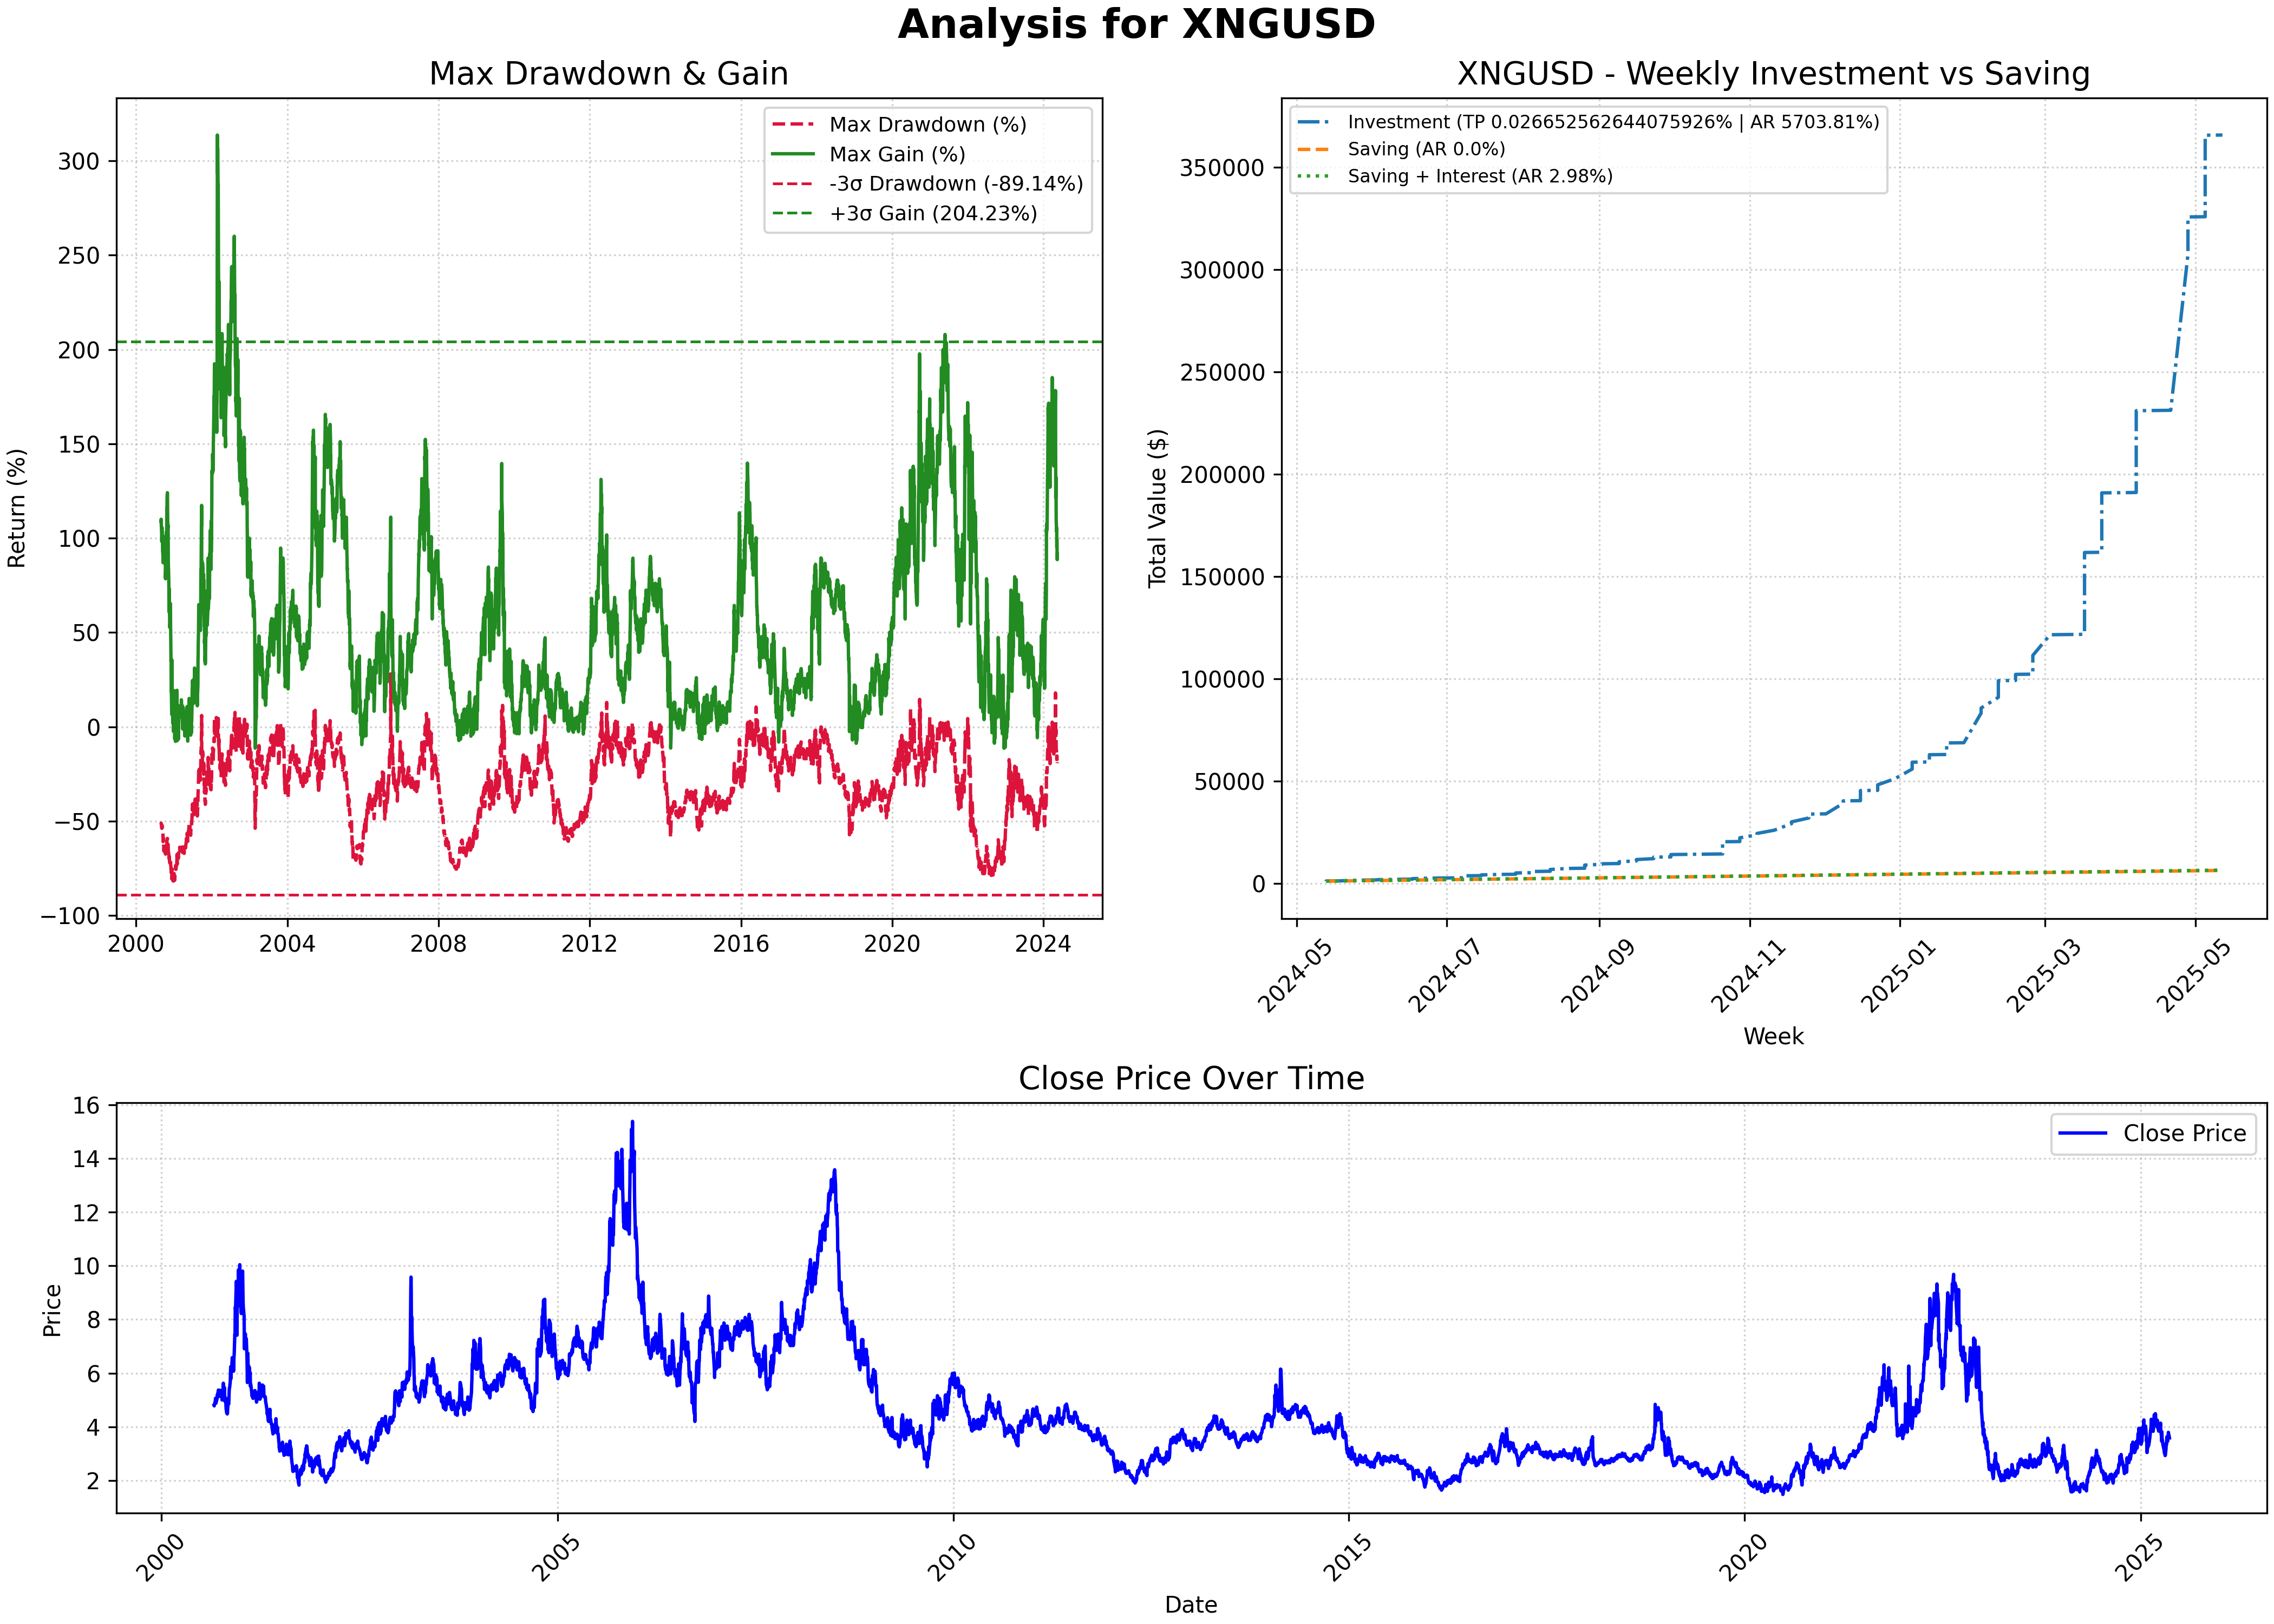 Analysis for XNGUSD
Max Drawdown & Gain
Return (%)
300
250
200
150
100
50
0
−50
−100
2000
2004
2008
2012
2016
2020
2024
Max Drawdown (%)
Max Gain (%)
-3σ Drawdown (-89.14%)
+3σ Gain (204.23%)
XNGUSD - Weekly Investment vs Saving
Total Value ($)
350000
300000
250000
200000
150000
100000
50000
0
Investment (TP 0.026652562644075926% | AR 5703.81%)
Saving (AR 0.0%)
Saving + Interest (AR 2.98%)
2024-05
2024-07
2024-09
2024-11
2025-01
2025-03
2025-05
Week
Close Price Over Time
Price
16
14
12
10
8
6
4
2
Close Price
2000
2005
2010
2015
2020
2025
Date